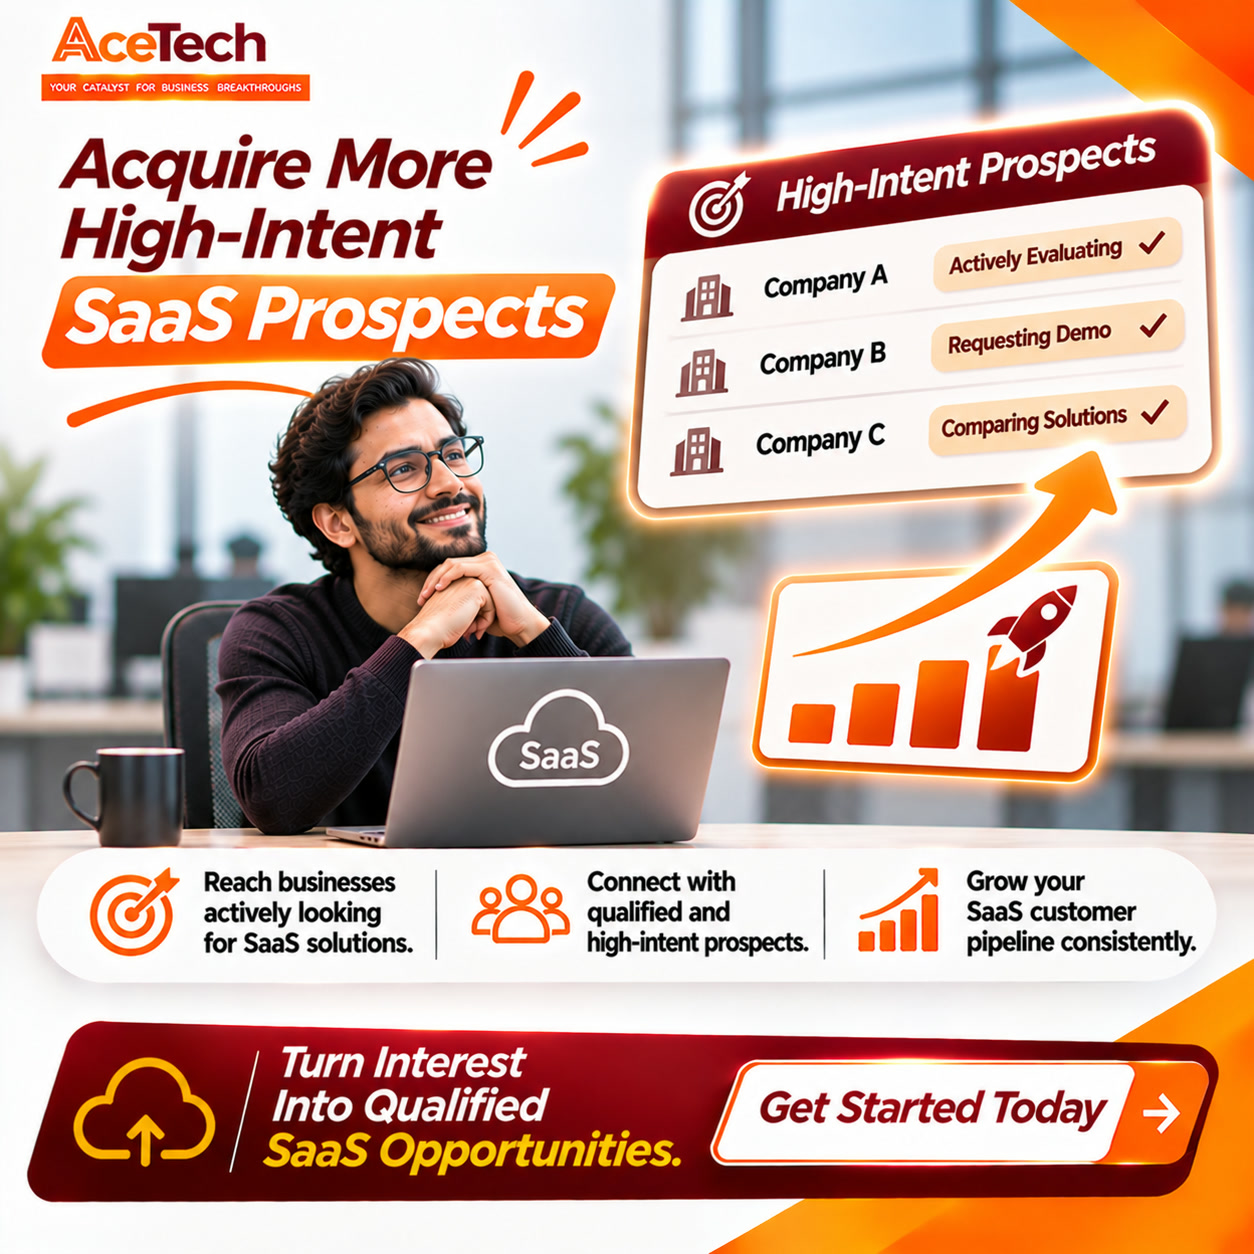 AceTech
YOUR CATALYST FOR BUSINESS BREAKTHROUGHS
Acquire More
High-Intent
SaaS Prospects
High-Intent Prospects
Company A
Actively Evaluating
Company B
Requesting Demo
Company C
Comparing Solutions
SaaS
Reach businesses
actively looking
for SaaS solutions.
Connect with
qualified and
high-intent prospects.
Grow your
SaaS customer
pipeline consistently.
Turn Interest
Into Qualified
SaaS Opportunities.
Get Started Today